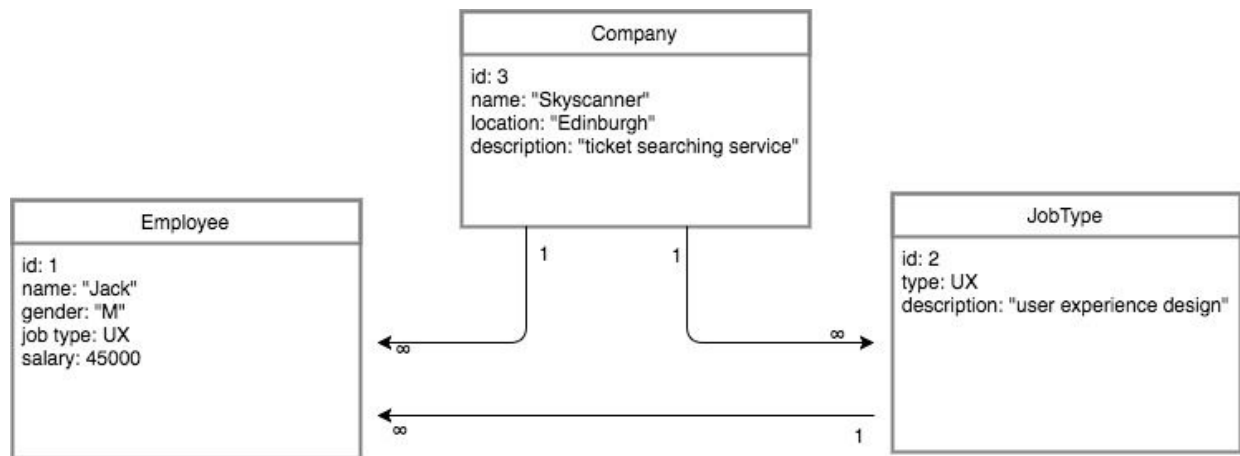 Company
id: 3
name: "Skyscanner"
location: "Edinburgh"
description: "ticket searching service"
Employee
id: 1
name: "Jack"
gender: "M"
job type: UX
salary: 45000
JobType
id: 2
type: UX
description: "user experience design"
1
1
∞
∞
∞
1